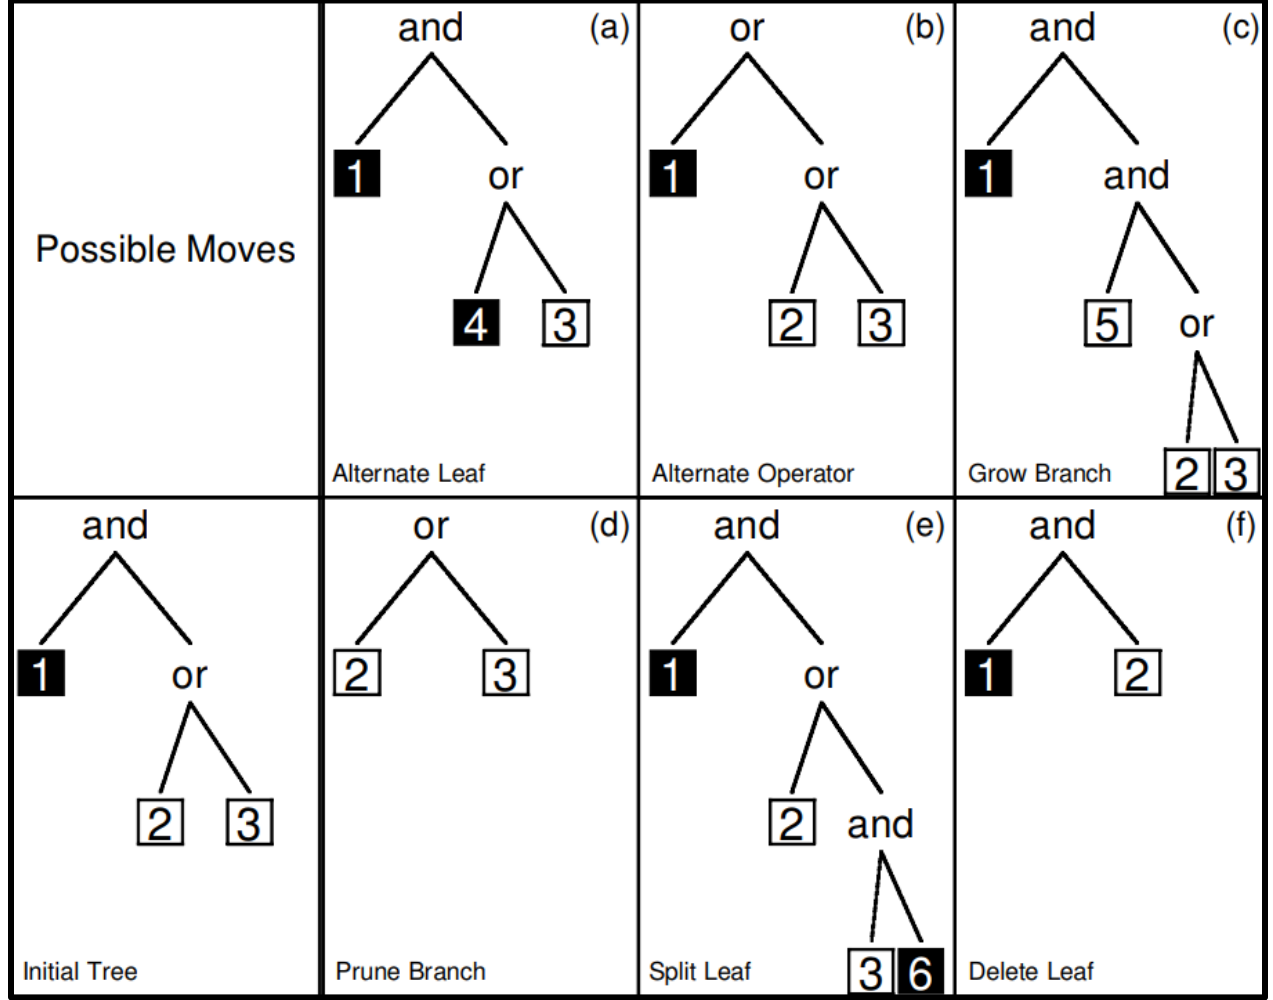 Possible Moves
and (a)
1 or
4 3
Alternate Leaf
or (b)
1 or
2 3
Alternate Operator
and (c)
1 and
5 or
2 3
Grow Branch
and
1 or
2 3
Initial Tree
or (d)
2 3
Prune Branch
and (e)
1 or
2 and
3 6
Split Leaf
and (f)
1 2
Delete Leaf